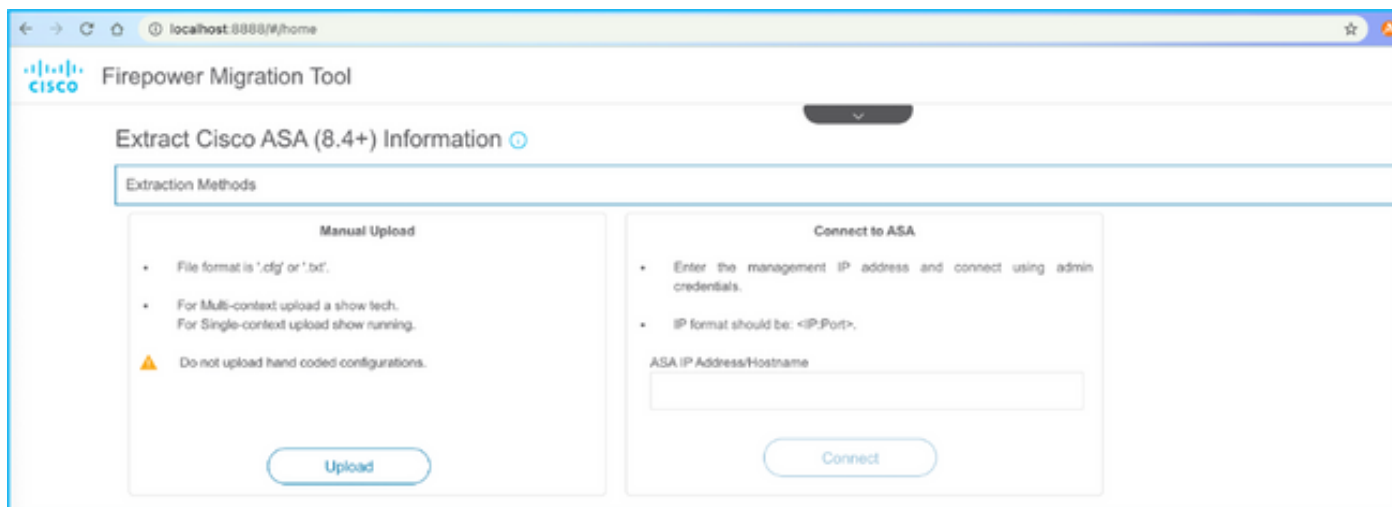 localhost:8888/#/home
CISCO
Firepower Migration Tool
Extract Cisco ASA (8.4+) Information
Extraction Methods
Manual Upload
• File format is '.cfg' or '.txt'.
• For Multi-context upload a show tech.
For Single-context upload show running.
Do not upload hand coded configurations.
Upload
Connect to ASA
• Enter the management IP address and connect using admin
credentials.
• IP format should be: <IP:Port>.
ASA IP Address/Hostname
Connect